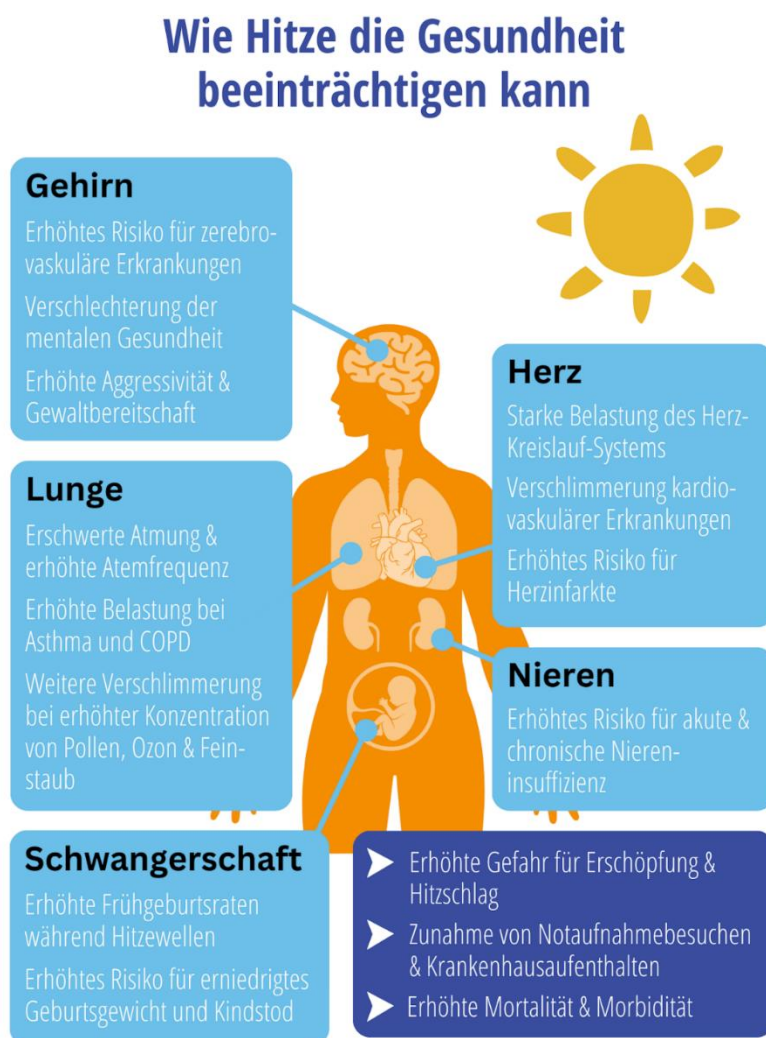 Wie Hitze die Gesundheit
beeinträchtigen kann
Gehirn
Erhöhtes Risiko für zerebro-
vaskuläre Erkrankungen
Verschlechterung der
mentalen Gesundheit
Erhöhte Aggressivität &
Gewaltbereitschaft
Herz
Starke Belastung des Herz-
Kreislauf-Systems
Verschlimmerung kardio-
vaskulärer Erkrankungen
Erhöhtes Risiko für
Herzinfarkte
Lunge
Erschwerte Atmung &
erhöhte Atemfrequenz
Erhöhte Belastung bei
Asthma und COPD
Weitere Verschlimmerung
bei erhöhter Konzentration
von Pollen, Ozon & Fein-
staub
Nieren
Erhöhtes Risiko für akute &
chronische Nieren-
insuffizienz
Schwangerschaft
Erhöhte Frühgeburtsraten
während Hitzewellen
Erhöhtes Risiko für erniedrigtes
Geburtsgewicht und Kindstod
Erhöhte Gefahr für Erschöpfung &
Hitzschlag
Zunahme von Notaufnahmebesuchen
& Krankenhausaufenthalten
Erhöhte Mortalität & Morbidität